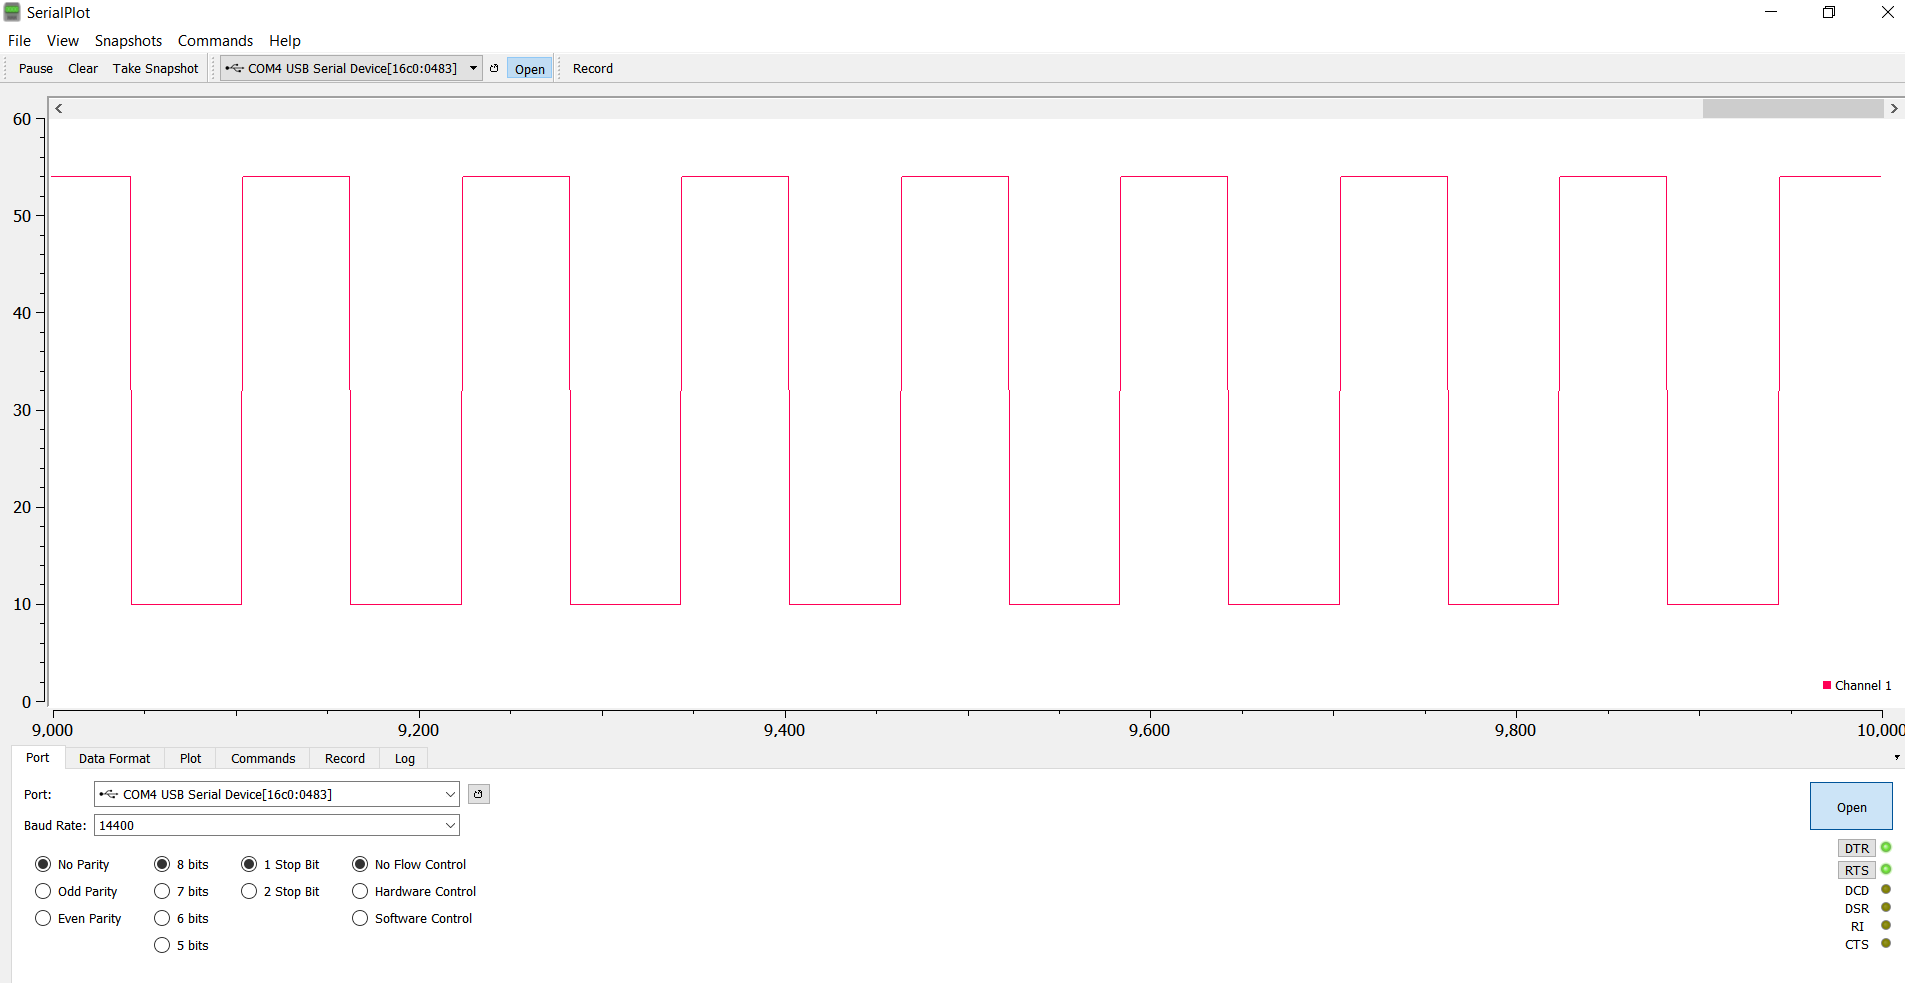 SerialPlot
File View Snapshots Commands Help
Pause Clear Take Snapshot COM4 USB Serial Device[16c0:0483] Open Record
60
50
40
30
20
10
0
Channel 1
9,000 9,200 9,400 9,600 9,800 10,000
Port Data Format Plot Commands Record Log
Port: COM4 USB Serial Device[16c0:0483]
Baud Rate: 14400
Open
No Parity 8 bits 1 Stop Bit No Flow Control
Odd Parity 7 bits 2 Stop Bit Hardware Control
Even Parity 6 bits Software Control
5 bits
DTR
RTS
DCD
DSR
RI
CTS